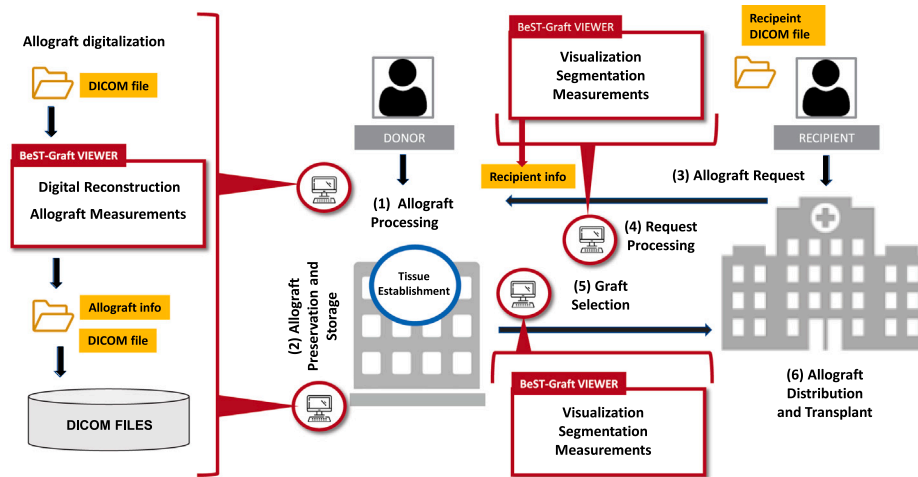 Allograft digitalization
DICOM file
BeST-Graft VIEWER
Digital Reconstruction
Allograft Measurements
Allograft info
DICOM file
DICOM FILES
DONOR
(1) Allograft
Processing
(2) Allograft
Preservation and
Storage
Tissue
Establishment
BeST-Graft VIEWER
Visualization
Segmentation
Measurements
Recipient info
Recipeint
DICOM file
RECIPIENT
(3) Allograft Request
(4) Request
Processing
(5) Graft
Selection
BeST-Graft VIEWER
Visualization
Segmentation
Measurements
(6) Allograft
Distribution
and Transplant